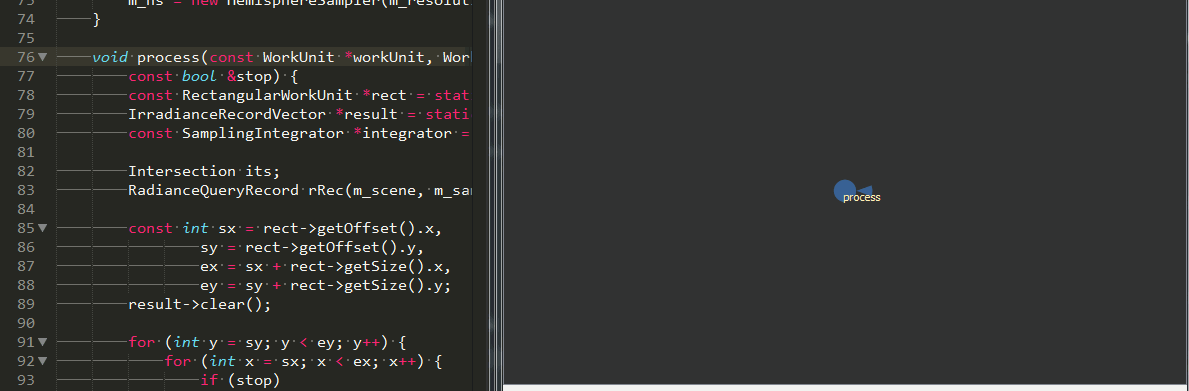 73 m_hs = new HemisphereSampler(m_resolut
74 }
75
76 void process(const WorkUnit *workUnit, Wor
77 const bool &stop) {
78 const RectangularWorkUnit *rect = stat
79 IrradianceRecordVector *result = stati
80 const SamplingIntegrator *integrator =
81
82 Intersection its;
83 RadianceQueryRecord rRec(m_scene, m_sam
84
85 const int sx = rect->getOffset().x,
86 sy = rect->getOffset().y,
87 ex = sx + rect->getSize().x,
88 ey = sy + rect->getSize().y;
89 result->clear();
90
91 for (int y = sy; y < ey; y++) {
92 for (int x = sx; x < ex; x++) {
93 if (stop)
process